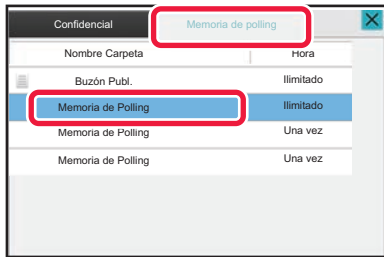 Confidencial Memoria de polling
Nombre Carpeta Hora
Buzón Publ. Ilimitado
Memoria de Polling Ilimitado
Memoria de Polling Una vez
Memoria de Polling Una vez